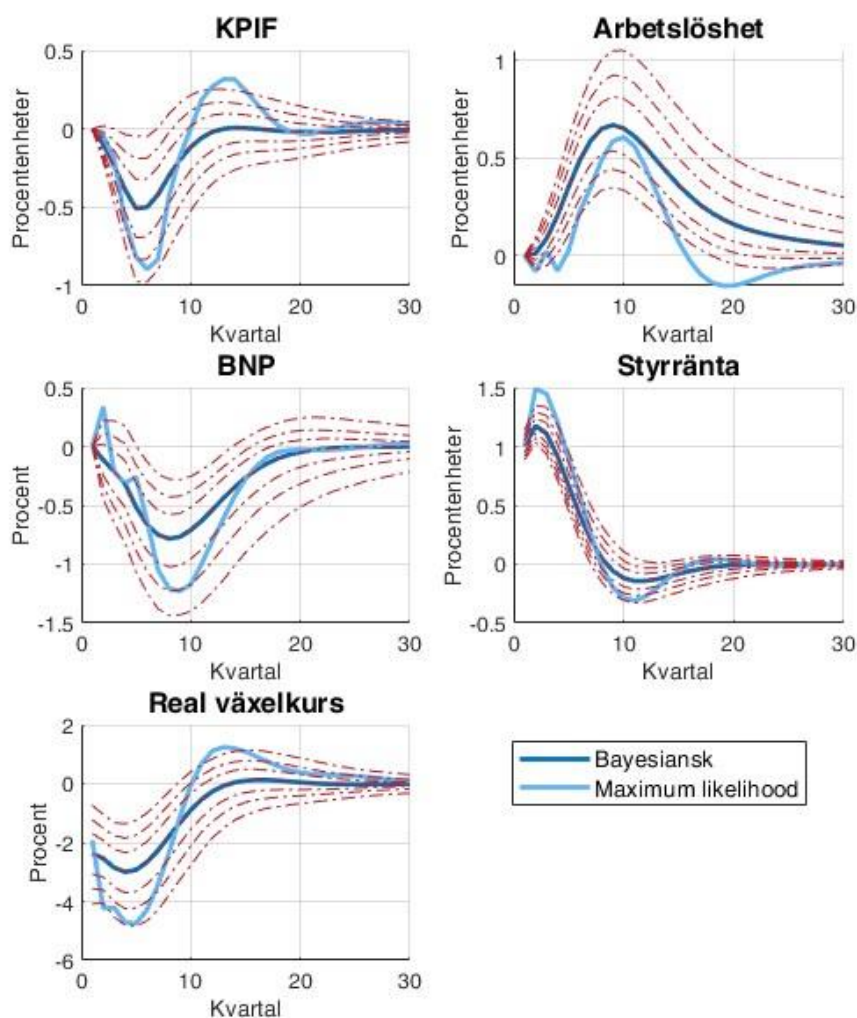 KPIF
Procentenheter
0.5
0
-0.5
-1
0 10 20 30
Kvartal
Arbetslöshet
Procentenheter
1
0.5
0
0 10 20 30
Kvartal
BNP
Procent
0.5
0
-0.5
-1
-1.5
0 10 20 30
Kvartal
Styrränta
Procentenheter
1.5
1
0.5
0
-0.5
0 10 20 30
Kvartal
Real växelkurs
Procent
2
0
-2
-4
-6
0 10 20 30
Kvartal
Bayesiansk
Maximum likelihood